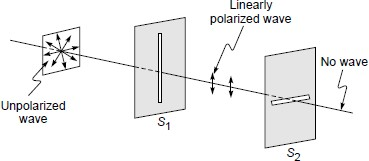 Linearly
polarized wave
No wave
Unpolarized
wave
S1
S2